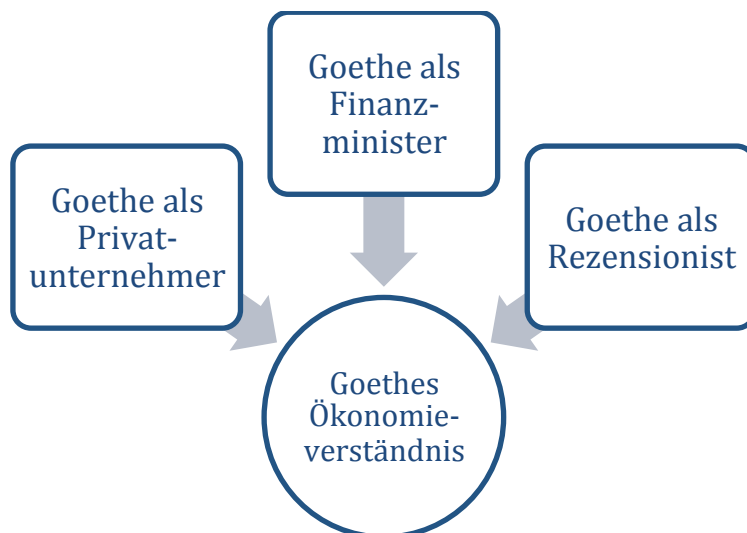 Goethe als
Finanz-
minister
Goethe als
Privat-
unternehmer
Goethe als
Rezensionist
Goethes
Ökonomie-
verständnis